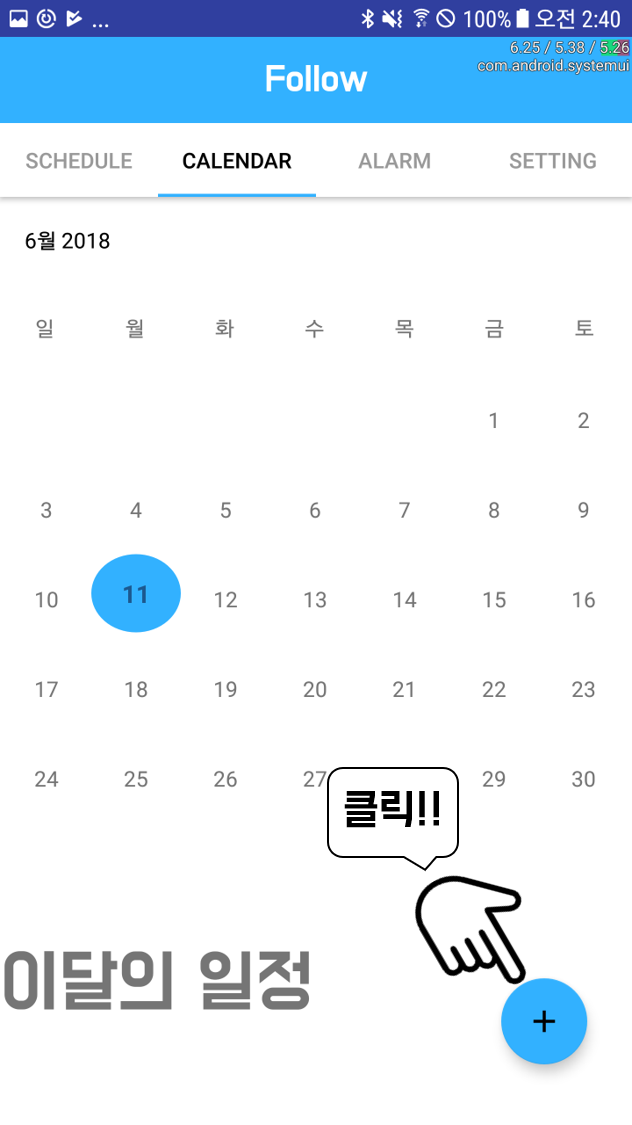 ... 100% 오전 2:40
6.25 / 5.38 / 5.26
com.android.systemui
Follow
SCHEDULE CALENDAR ALARM SETTING
6월 2018
일 월 화 수 목 금 토
1 2
3 4 5 6 7 8 9
10 11 12 13 14 15 16
17 18 19 20 21 22 23
24 25 26 27 29 30
클릭!!
이달의 일정
+